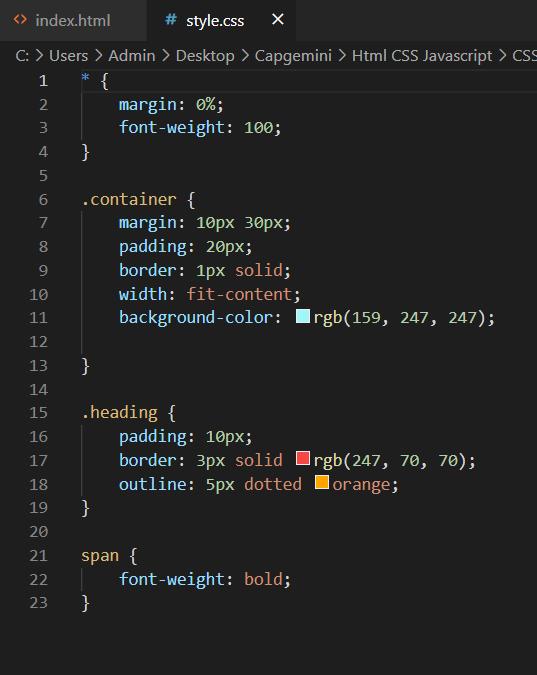 <> index.html # style.css ×
C: > Users > Admin > Desktop > Capgemini > Html CSS Javascript > CSS
1 * {
2     margin: 0%;
3     font-weight: 100;
4 }
5
6 .container {
7     margin: 10px 30px;
8     padding: 20px;
9     border: 1px solid;
10     width: fit-content;
11     background-color: rgb(159, 247, 247);
12
13 }
14
15 .heading {
16     padding: 10px;
17     border: 3px solid rgb(247, 70, 70);
18     outline: 5px dotted orange;
19 }
20
21 span {
22     font-weight: bold;
23 }